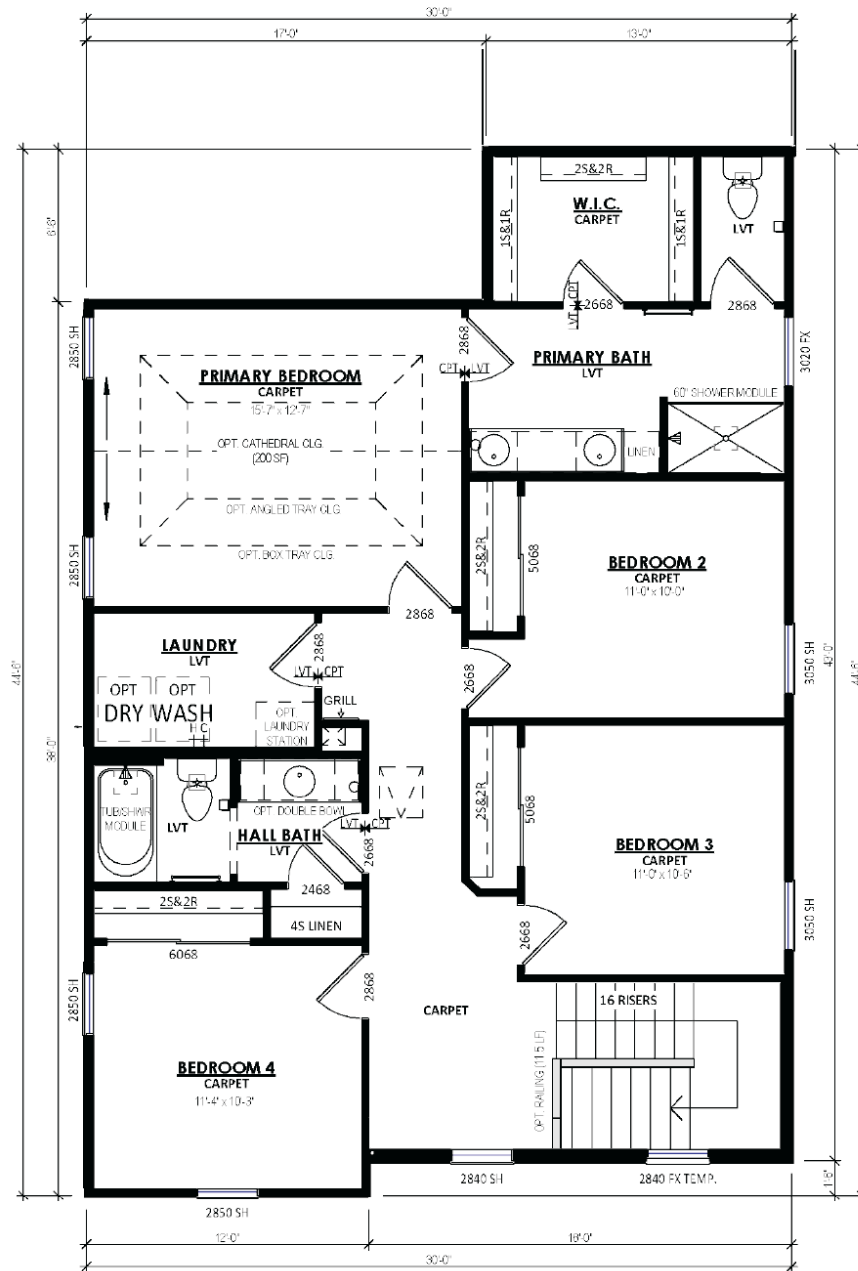 30'-0"
17'-0"
13'-0"
2S&2R
W.I.C.
CARPET
1S&1R
1S&1R
LVT
6'-6"
CPT
LVT
2668
2868
2850 SH
PRIMARY BEDROOM
CARPET
15'-7" x 12'-7"
OPT. CATHEDRAL CLG.
(200 SF)
OPT. ANGLED TRAY CLG.
OPT. BOX TRAY CLG.
2850 SH
2868
CPT
LVT
PRIMARY BATH
LVT
3020 FX
60" SHOWER MODULE
LINEN
2S&2R
5068
BEDROOM 2
CARPET
11'-0" x 10'-0"
2868
LAUNDRY
LVT
2868
LVT
CPT
2668
3050 SH
43'-0"
44'-6"
44'-6"
38'-0"
OPT
DRY
OPT
WASH
H C
OPT.
LAUNDRY
STATION
GRILL
TUB/SHWR
MODULE
LVT
OPT. DOUBLE BOWL
HALL BATH
LVT
LVT
CPT
2668
2S&2R
5068
BEDROOM 3
CARPET
11'-0" x 10'-6"
3050 SH
2468
2S&2R
4S LINEN
6068
2668
2850 SH
2868
CARPET
16 RISERS
BEDROOM 4
CARPET
11'-4" x 10'-3"
OPT. RAILING (11.5 LF)
2840 SH
2840 FX TEMP.
1'-6"
2850 SH
12'-0"
30'-0"